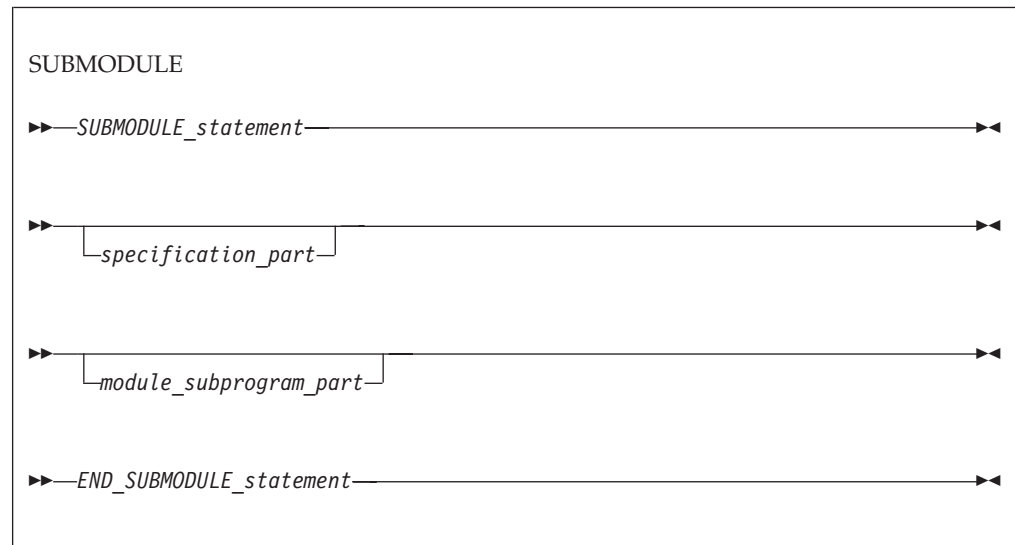 SUBMODULE
SUBMODULE_statement
specification_part
module_subprogram_part
END_SUBMODULE_statement